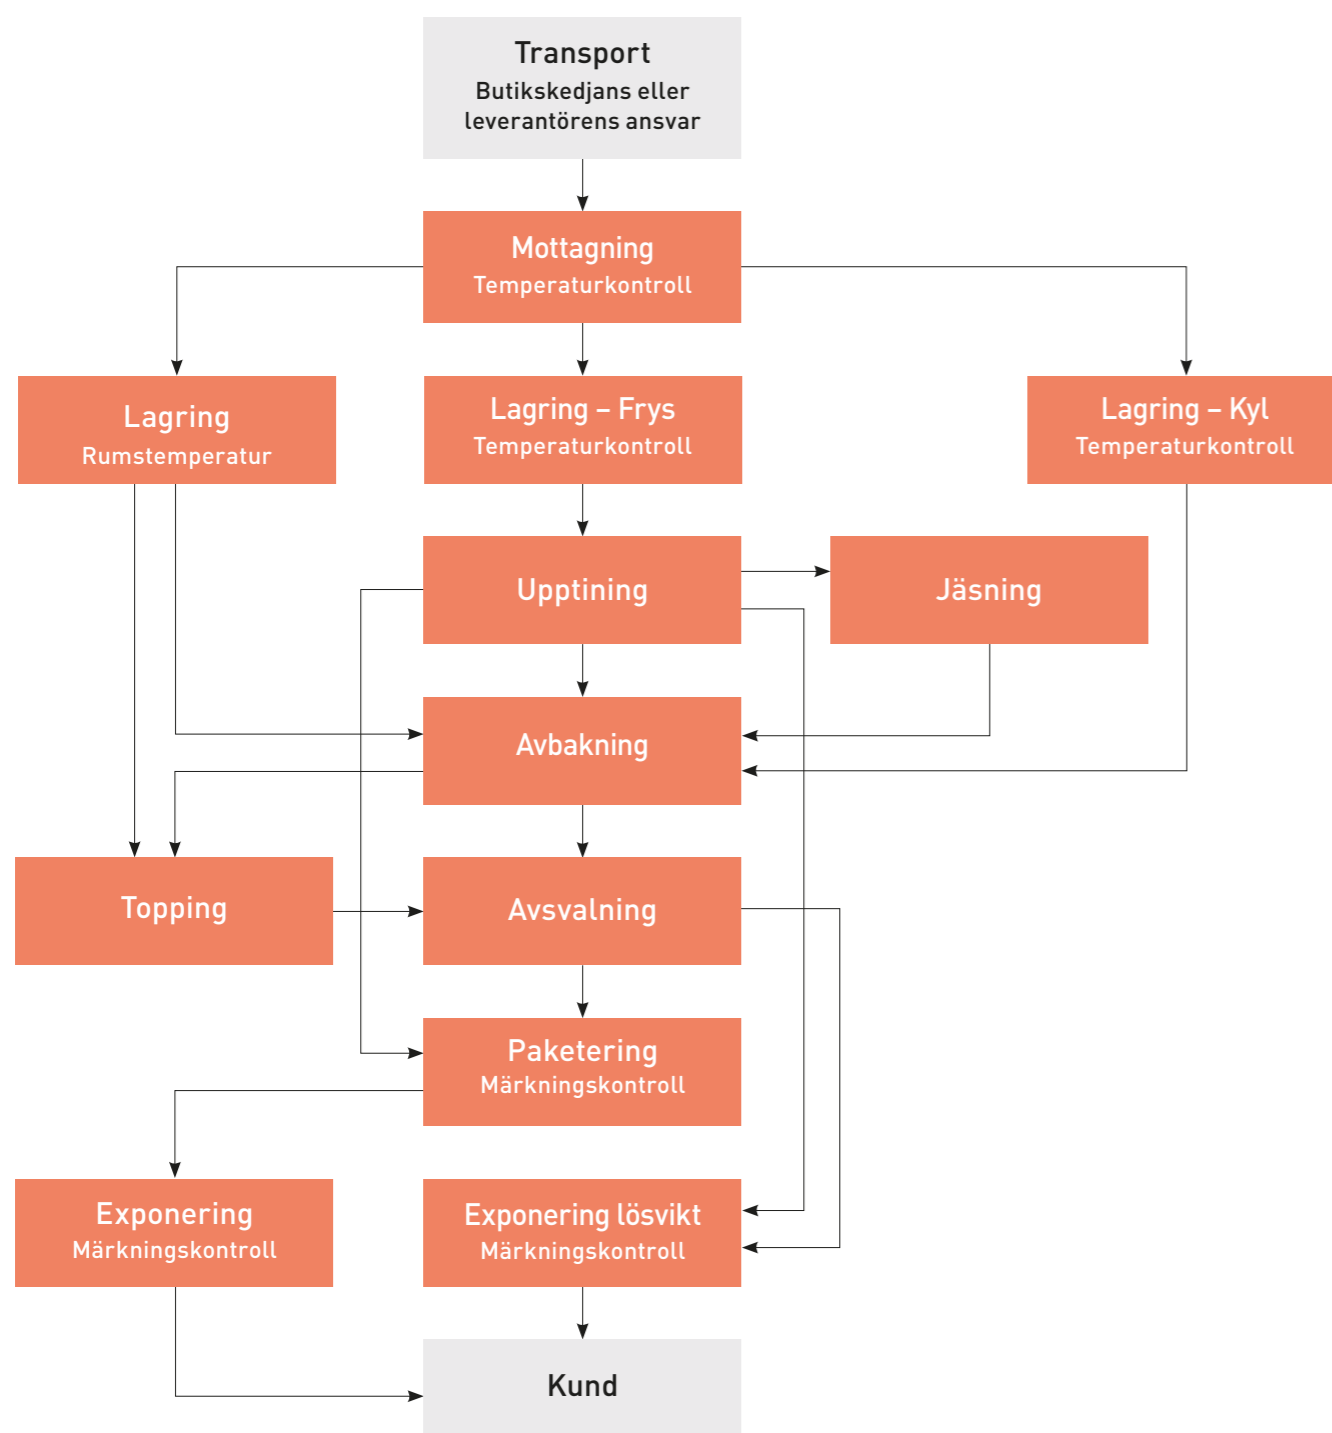 Transport
Butikskedjans eller
leverantörens ansvar
Mottagning
Temperaturkontroll
Lagring
Rumstemperatur
Lagring – Frys
Temperaturkontroll
Lagring – Kyl
Temperaturkontroll
Upptining
Jäsning
Avbakning
Topping
Avsvalning
Paketering
Märkningskontroll
Exponering
Märkningskontroll
Exponering lösvikt
Märkningskontroll
Kund